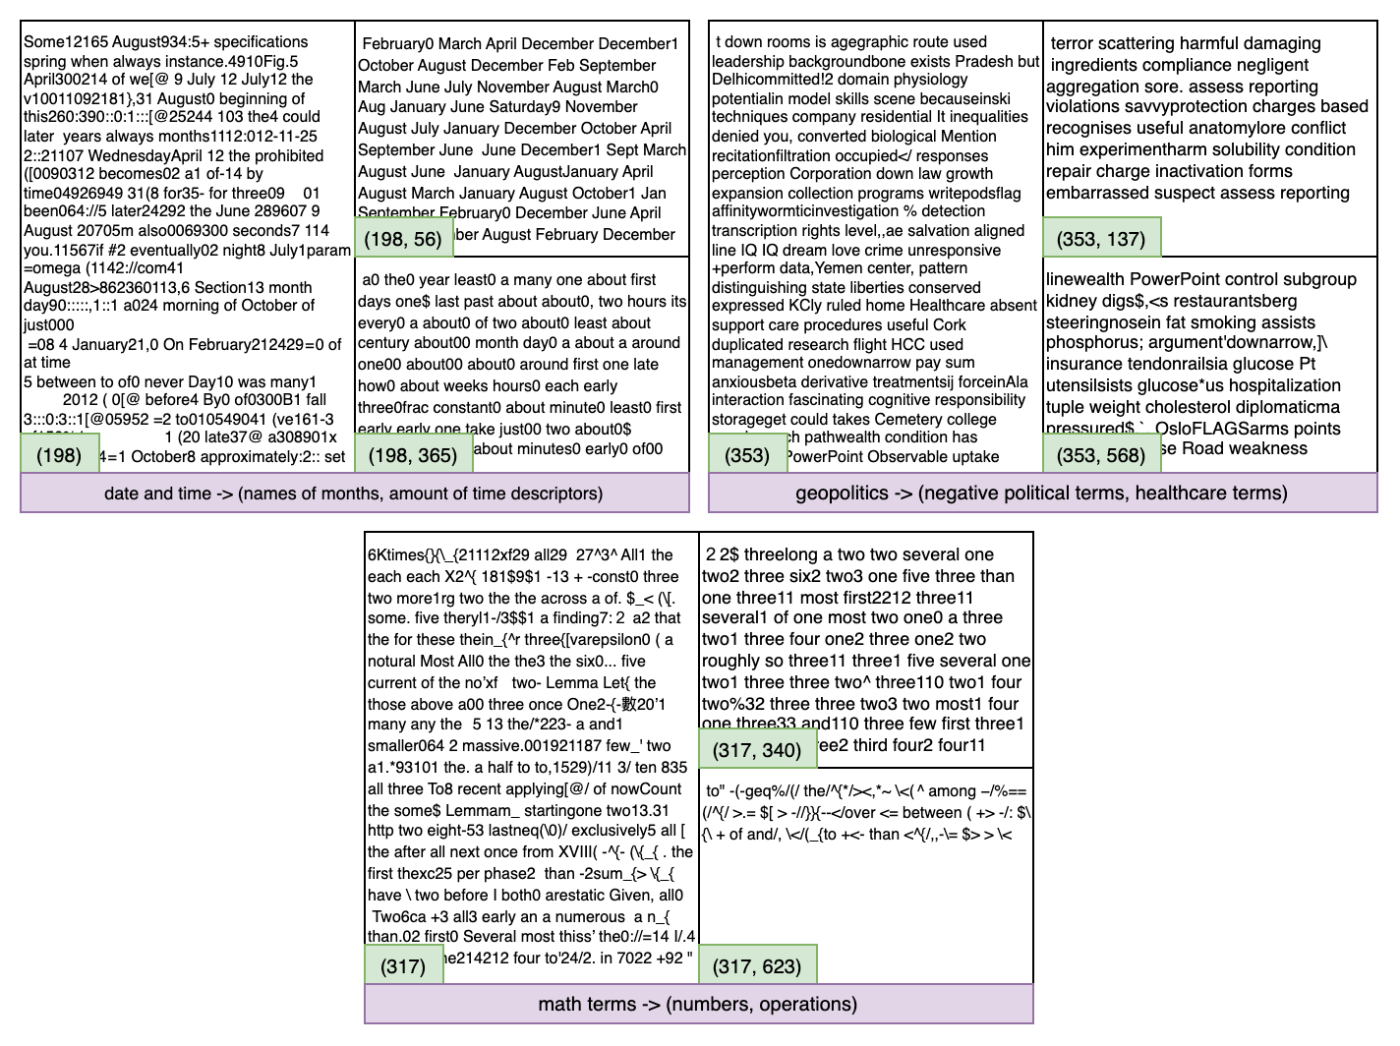 Some12165 August934:5+ specifications
spring when always instance.4910Fig.5
April300214 of we[@ 9 July 12 July12 the
v10011092181},31 August0 beginning of
this260:390::0:1:::[@25244 103 the4 could
later  years always months1112:012-11-25
2::21107 WednesdayApril 12 the prohibited
([0090312 becomes02 a1 of-14 by
time04926949 31(8 for35- for three09    01
been064://5 later24292 the June 289607 9
August 20705m also0069300 seconds7 114
you.11567if #2 eventually02 night8 July1param
=omega (1142://com41
August28>862360113,6 Section13 month
day90:::::,1::1 a024 morning of October of
just000
=08 4 January21,0 On February212429=0 of
at time
5 between to of0 never Day10 was many1
2012 ( 0[@ before4 By0 of0300B1 fall
3:::0:3::1[@05952 =2 to010549041 (ve161-3
1 (20 late37@ a308901x
4=1 October8 approximately:2:: set
(198)
February0 March April December December1
October August December Feb September
March June July November August March0
Aug January June Saturday9 November
August July January December October April
September June  June December1 Sept March
August June  January AugustJanuary April
August March January August October1 Jan
September February0 December June April
ber August February December
(198, 56)
a0 the0 year least0 a many one about first
days one$ last past about about0, two hours its
every0 a about0 of two about0 least about
century about00 month day0 a about a around
one00 about00 about0 around first one late
how0 about weeks hours0 each early
three0frac constant0 about minute0 least0 first
early early one take just00 two about0$
about minutes0 early0 of00
(198, 365)
date and time -> (names of months, amount of time descriptors)
t down rooms is agegraphic route used
leadership backgroundbone exists Pradesh but
Delhicommitted!2 domain physiology
potentialin model skills scene becauseinski
techniques company residential It inequalities
denied you, converted biological Mention
recitationfiltration occupied</ responses
perception Corporation down law growth
expansion collection programs writepodsflag
affinitywormticinvestigation % detection
transcription rights level,,ae salvation aligned
line IQ IQ dream love crime unresponsive
+perform data,Yemen center, pattern
distinguishing state liberties conserved
expressed KCly ruled home Healthcare absent
support care procedures useful Cork
duplicated research flight HCC used
management onedownarrow pay sum
anxiousbeta derivative treatmentsij forceinAla
interaction fascinating cognitive responsibility
storageget could takes Cemetery college
ch pathwealth condition has
PowerPoint Observable uptake
(353)
terror scattering harmful damaging
ingredients compliance negligent
aggregation sore. assess reporting
violations savvyprotection charges based
recognises useful anatomylore conflict
him experimentharm solubility condition
repair charge inactivation forms
embarrassed suspect assess reporting
(353, 137)
linewealth PowerPoint control subgroup
kidney digs$,<s restaurantsberg
steeringnosein fat smoking assists
phosphorus; argument'downarrow,]\
insurance tendonrailsia glucose Pt
utensilsists glucose*us hospitalization
tuple weight cholesterol diplomaticma
pressured$ `  OsloFLAGSarms points
se Road weakness
(353, 568)
geopolitics -> (negative political terms, healthcare terms)
6Ktimes{}{\_{21112xf29 all29  27^3^ All1 the
each each X2^{ 181$9$1 -13 + -const0 three
two more1rg two the the across a of. $_< (\[.
some. five theryl1-/3$$1 a finding7: 2  a2 that
the for these thein_{^r three{[varepsilon0 ( a
notural Most All0 the the3 the six0... five
current of the no'xf   two- Lemma Let{ the
those above a00 three once One2-{-數20'1
many any the  5 13 the/*223- a and1
smaller064 2 massive.001921187 few_' two
a1.*93101 the. a half to to,1529)/11 3/ ten 835
all three To8 recent applying[@/ of nowCount
the some$ Lemmam_ startingone two13.31
http two eight-53 lastneq(\0)/ exclusively5 all [
the after all next once from XVIII( -^{- (\{_{ . the
first thexc25 per phase2  than -2sum_{> \{_{
have \ two before I both0 arestatic Given, all0
Two6ca +3 all3 early an a numerous  a n_{
than.02 first0 Several most thiss' the0://=14 I/.4
ne214212 four to'24/2. in 7022 +92 "
(317)
2 2$ threelong a two two several one
two2 three six2 two3 one five three than
one three11 most first2212 three11
several1 of one most two one0 a three
two1 three four one2 three one2 two
roughly so three11 three1 five several one
two1 three three two^ three110 two1 four
two%32 three three two3 two most1 four
one three33 and110 three few first three1
ee2 third four2 four11
(317, 340)
to" -(-geq%/(/ the/^{*/><,*~ \<( ^ among –/%==
(/^{/ >.= $[ > -//}}{--</over <= between ( +> -/: $\
{\ + of and/, \</(_{to +<- than <^{/,,-\= $> > \<
(317, 623)
math terms -> (numbers, operations)